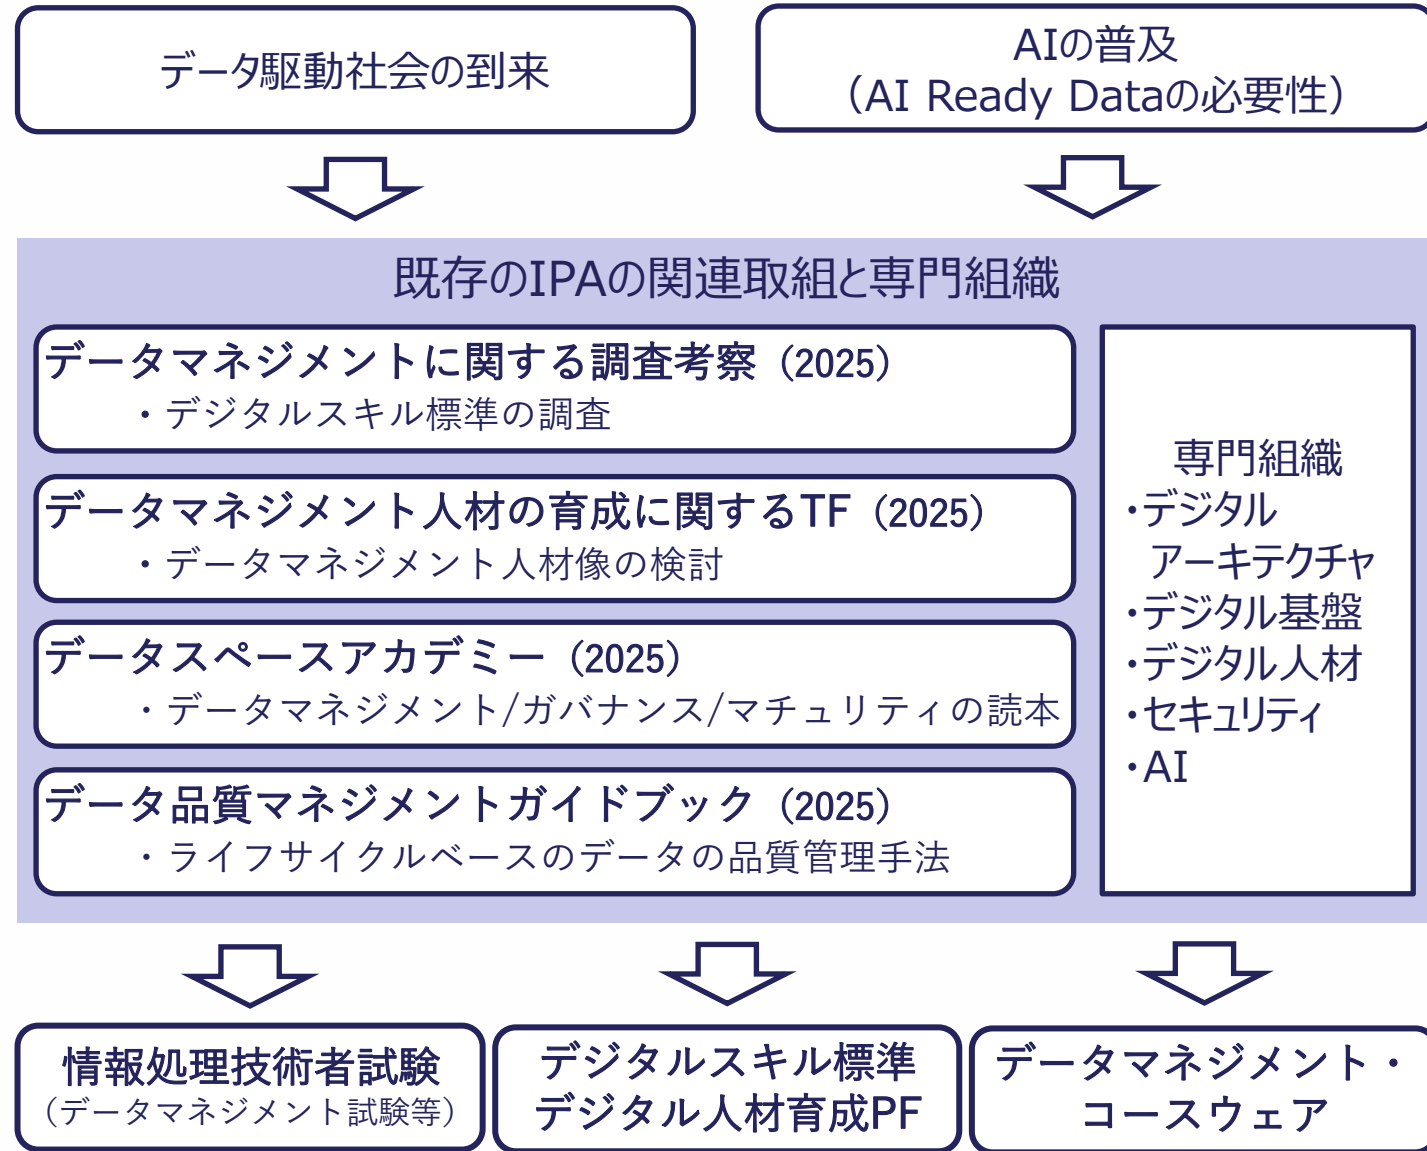 データ駆動社会の到来
AIの普及
（AI Ready Dataの必要性）
既存のIPAの関連取組と専門組織
データマネジメントに関する調査考察（2025）
・デジタルスキル標準の調査
データマネジメント人材の育成に関するTF（2025）
・データマネジメント人材像の検討
データスペースアカデミー（2025）
・データマネジメント/ガバナンス/マチュリティの読本
データ品質マネジメントガイドブック（2025）
・ライフサイクルベースのデータの品質管理手法
専門組織
・デジタル
アーキテクチャ
・デジタル基盤
・デジタル人材
・セキュリティ
・AI
情報処理技術者試験
（データマネジメント試験等）
デジタルスキル標準
デジタル人材育成PF
データマネジメント・
コースウェア